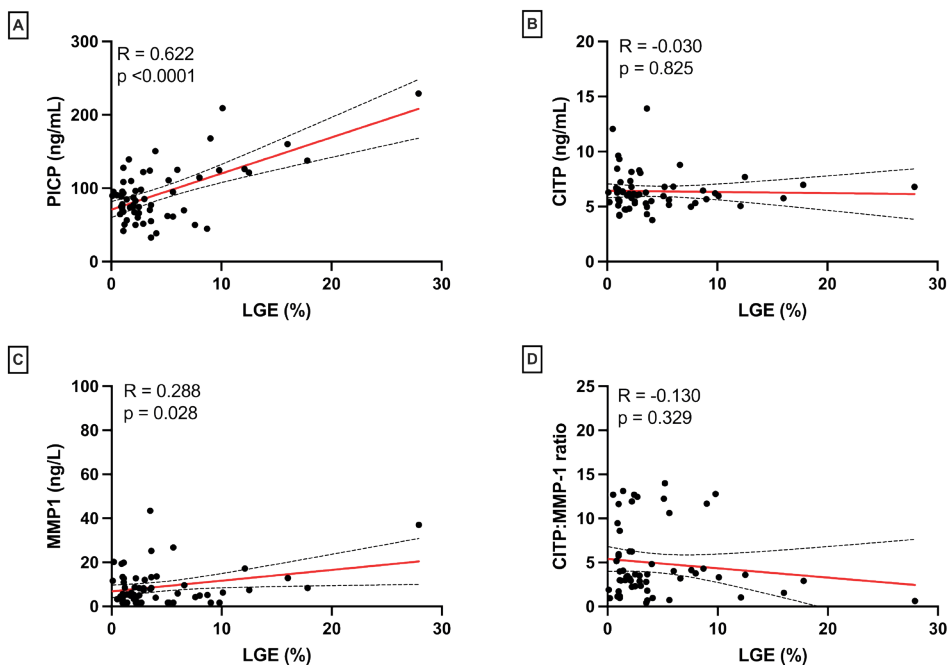 A
R = 0.622
p <0.0001
PICP (ng/mL)
300
200
100
0
0 10 20 30
LGE (%)
B
R = -0.030
p = 0.825
CITP (ng/mL)
20
15
10
5
0
0 10 20 30
LGE (%)
C
R = 0.288
p = 0.028
MMP1 (ng/L)
100
80
60
40
20
0
0 10 20 30
LGE (%)
D
R = -0.130
p = 0.329
CITP:MMP-1 ratio
25
20
15
10
5
0
0 10 20 30
LGE (%)